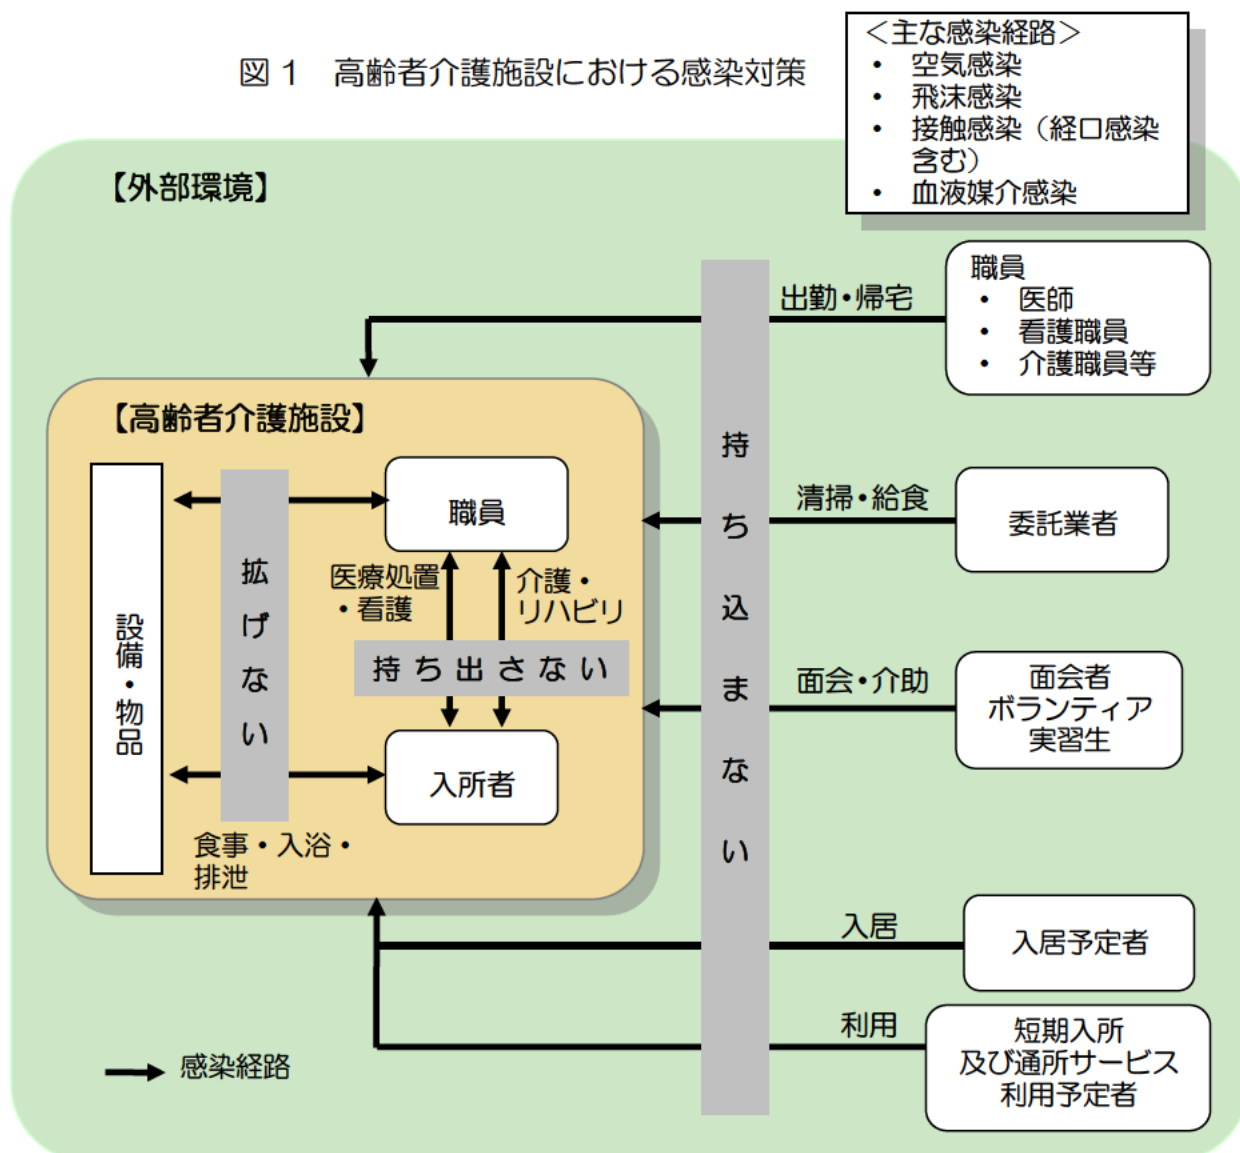 図 1　高齢者介護施設における感染対策
＜主な感染経路＞
・ 空気感染
・ 飛沫感染
・ 接触感染（経口感染
含む）
・ 血液媒介感染
【外部環境】
職員
・ 医師
・ 看護職員
・ 介護職員等
出勤・帰宅
持ち込まない
【高齢者介護施設】
設備・物品
拡げない
職員
医療処置
・看護
介護・
リハビリ
持ち出さない
入所者
食事・入浴・
排泄
清掃・給食
委託業者
面会・介助
面会者
ボランティア
実習生
入居
入居予定者
利用
短期入所
及び通所サービス
利用予定者
感染経路